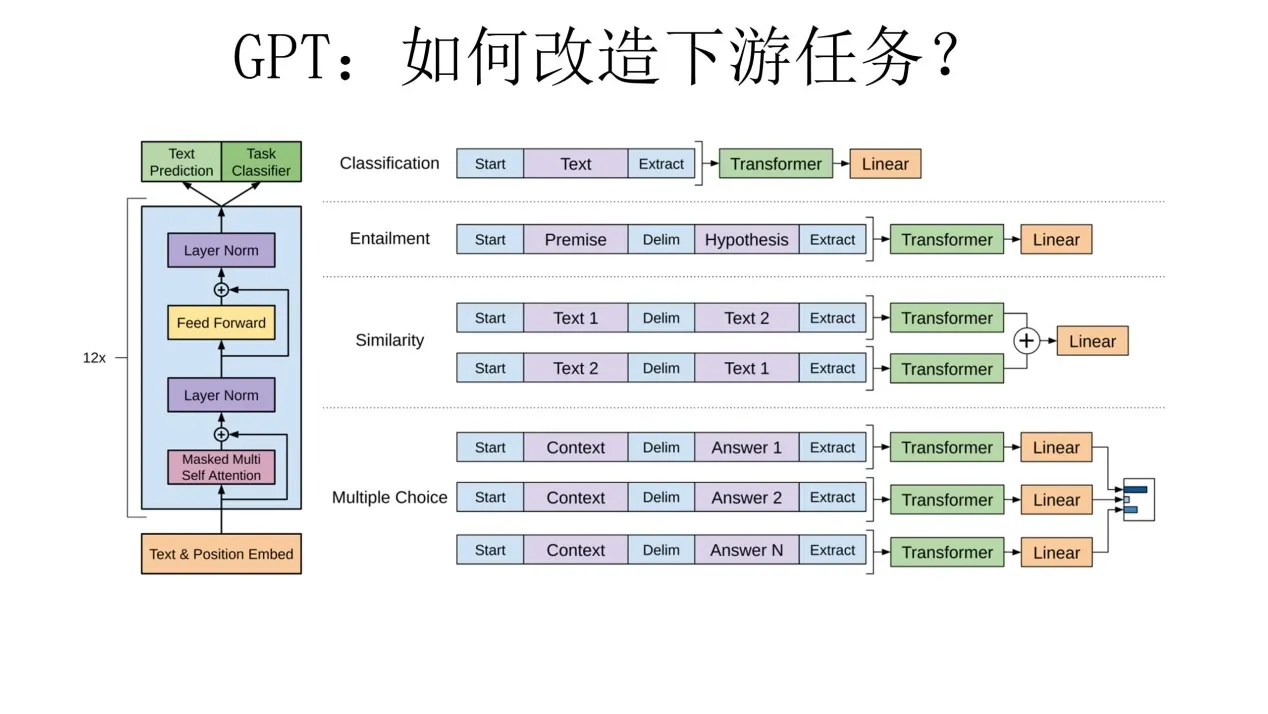 GPT：如何改造下游任务？
Text
Prediction
Task
Classifier
Layer Norm
Feed Forward
12x
Layer Norm
Masked Multi
Self Attention
Text & Position Embed
Classification
Start Text Extract Transformer Linear
Entailment
Start Premise Delim Hypothesis Extract Transformer Linear
Similarity
Start Text 1 Delim Text 2 Extract Transformer
Linear
Start Text 2 Delim Text 1 Extract Transformer
Multiple Choice
Start Context Delim Answer 1 Extract Transformer Linear
Start Context Delim Answer 2 Extract Transformer Linear
Start Context Delim Answer N Extract Transformer Linear